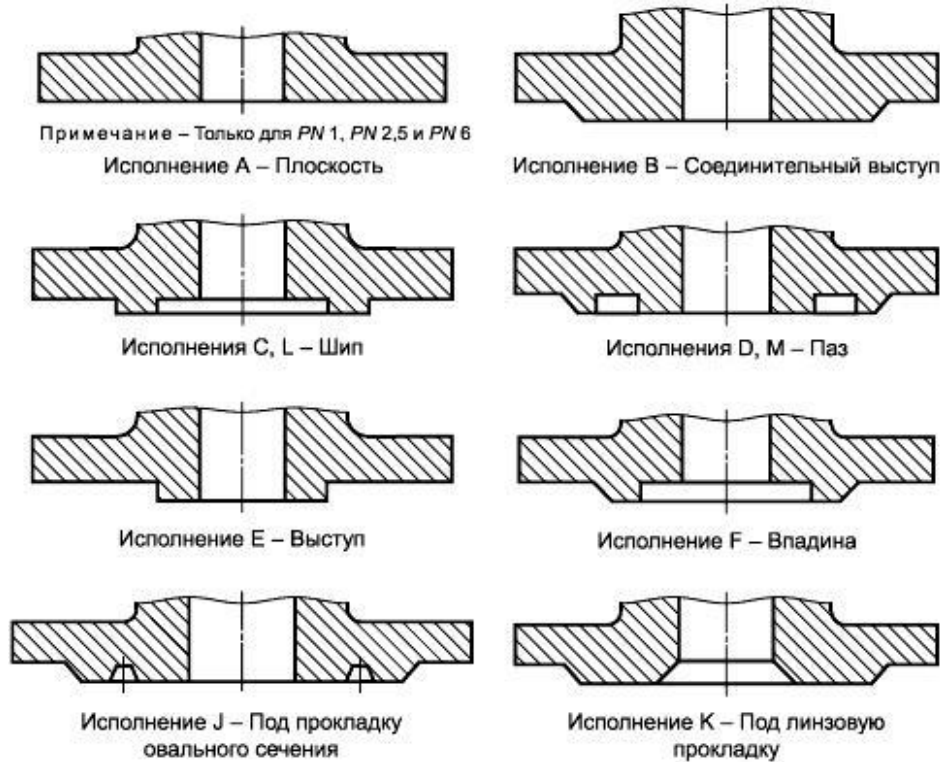 Примечание – Только для PN 1, PN 2,5 и PN 6
Исполнение А – Плоскость
Исполнение В – Соединительный выступ
Исполнения С, L – Шип
Исполнения D, М – Паз
Исполнение Е – Выступ
Исполнение F – Впадина
Исполнение J – Под прокладку
овального сечения
Исполнение К – Под линзовую
прокладку